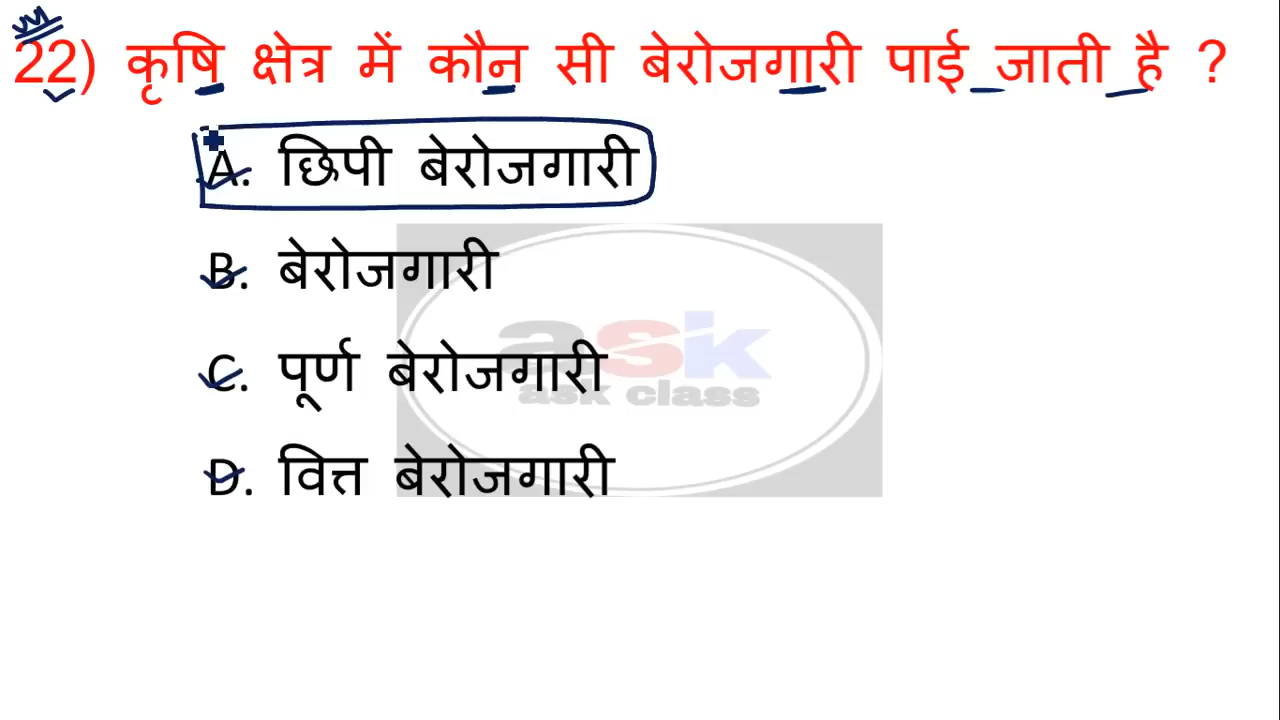 22) कृषि क्षेत्र में कौन सी बेरोजगारी पाई जाती है ?
A. छिपी बेरोजगारी
B. बेरोजगारी
C. पूर्ण बेरोजगारी
D. वित्त बेरोजगारी
ask
ask class